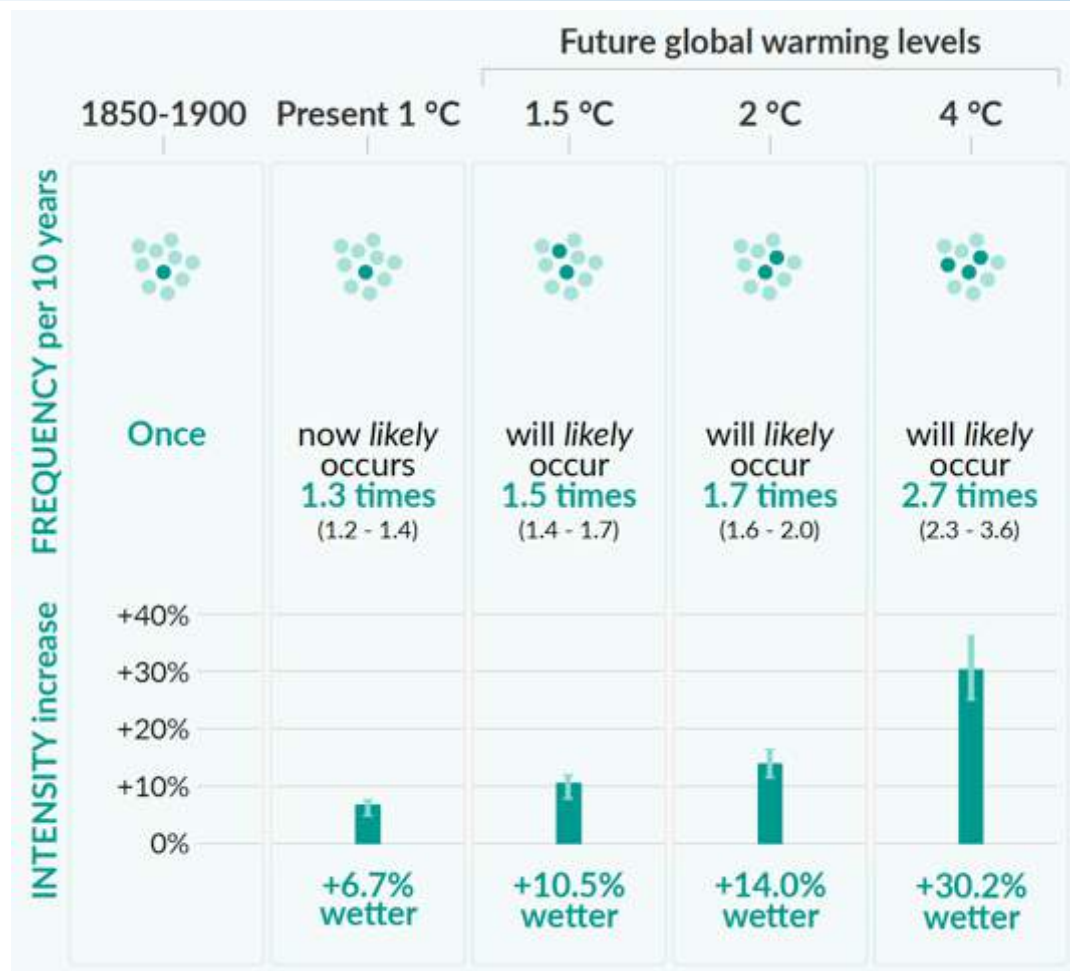 Future global warming levels
1850-1900 Present 1 °C 1.5 °C 2 °C 4 °C
FREQUENCY per 10 years
Once
now likely
occurs
1.3 times
(1.2 - 1.4)
will likely
occur
1.5 times
(1.4 - 1.7)
will likely
occur
1.7 times
(1.6 - 2.0)
will likely
occur
2.7 times
(2.3 - 3.6)
INTENSITY increase
+40%
+30%
+20%
+10%
0%
+6.7%
wetter
+10.5%
wetter
+14.0%
wetter
+30.2%
wetter